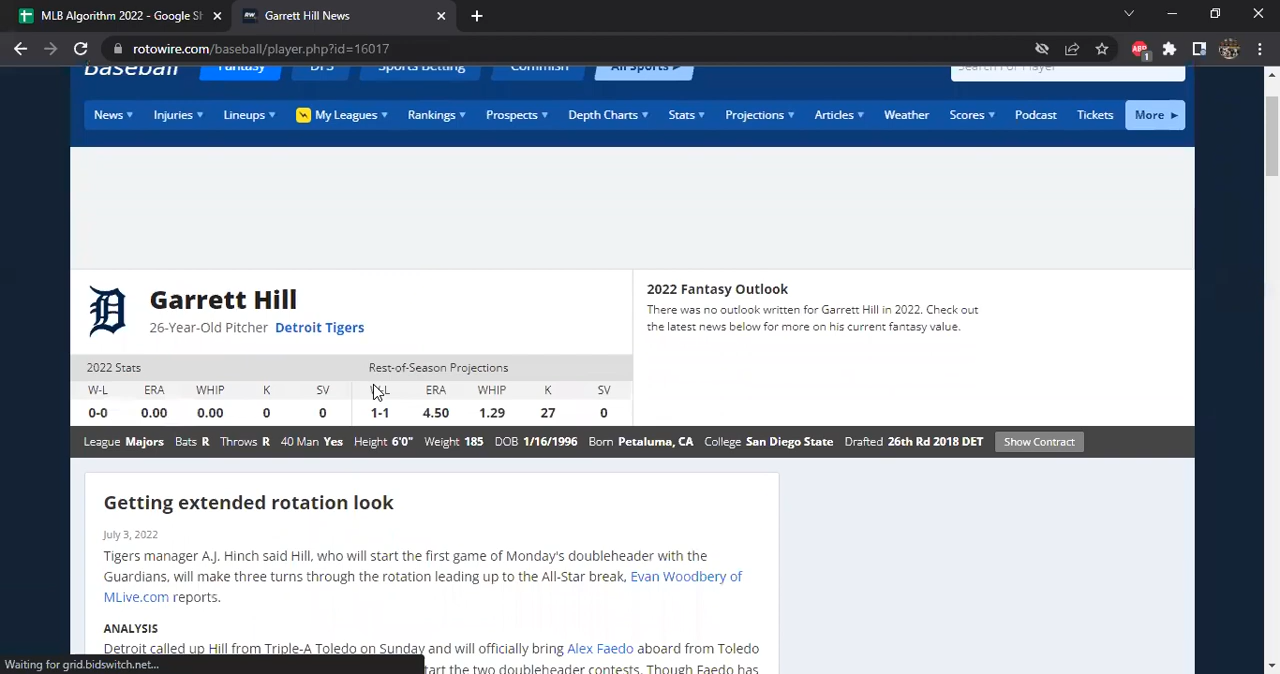 MLB Algorithm 2022 - Google Sh
RW. Garrett Hill News
rotowire.com/baseball/player.php?id=16017
ABP 1
Baseball Fantasy DFS Sports Betting Commish All Sports Search For Player
News Injuries Lineups My Leagues Rankings Prospects Depth Charts Stats Projections Articles Weather Scores Podcast Tickets More
Garrett Hill
26-Year-Old Pitcher Detroit Tigers
2022 Fantasy Outlook
There was no outlook written for Garrett Hill in 2022. Check out
the latest news below for more on his current fantasy value.
2022 Stats Rest-of-Season Projections
W-L ERA WHIP K SV W-L ERA WHIP K SV
0-0 0.00 0.00 0 0 1-1 4.50 1.29 27 0
League Majors Bats R Throws R 40 Man Yes Height 6'0" Weight 185 DOB 1/16/1996 Born Petaluma, CA College San Diego State Drafted 26th Rd 2018 DET Show Contract
Getting extended rotation look
July 3, 2022
Tigers manager A.J. Hinch said Hill, who will start the first game of Monday's doubleheader with the
Guardians, will make three turns through the rotation leading up to the All-Star break, Evan Woodbery of
MLive.com reports.
ANALYSIS
Detroit called up Hill from Triple-A Toledo on Sunday and will officially bring Alex Faedo aboard from Toledo
tart the two doubleheader contests. Though Faedo has
Waiting for grid.bidswitch.net...